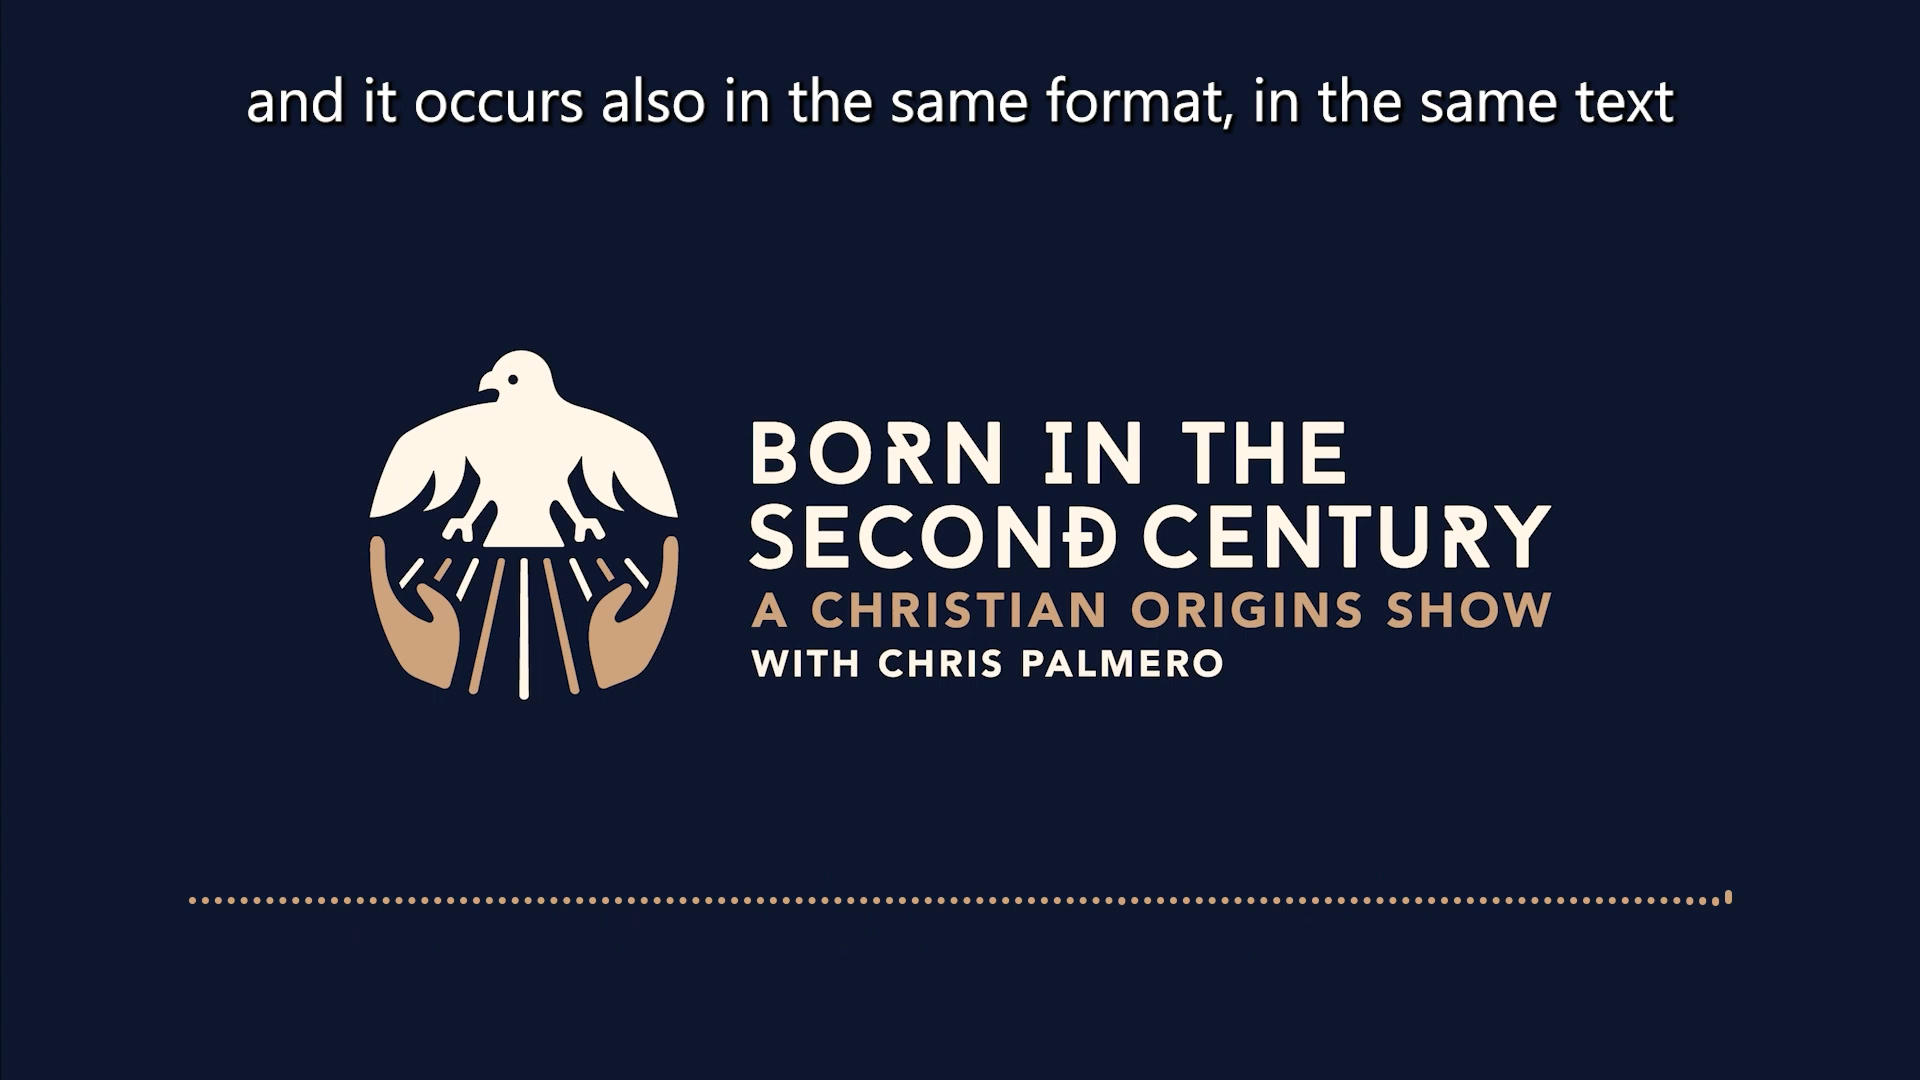 and it occurs also in the same format, in the same text
BORN IN THE
SECOND CENTURY
A CHRISTIAN ORIGINS SHOW
WITH CHRIS PALMERO